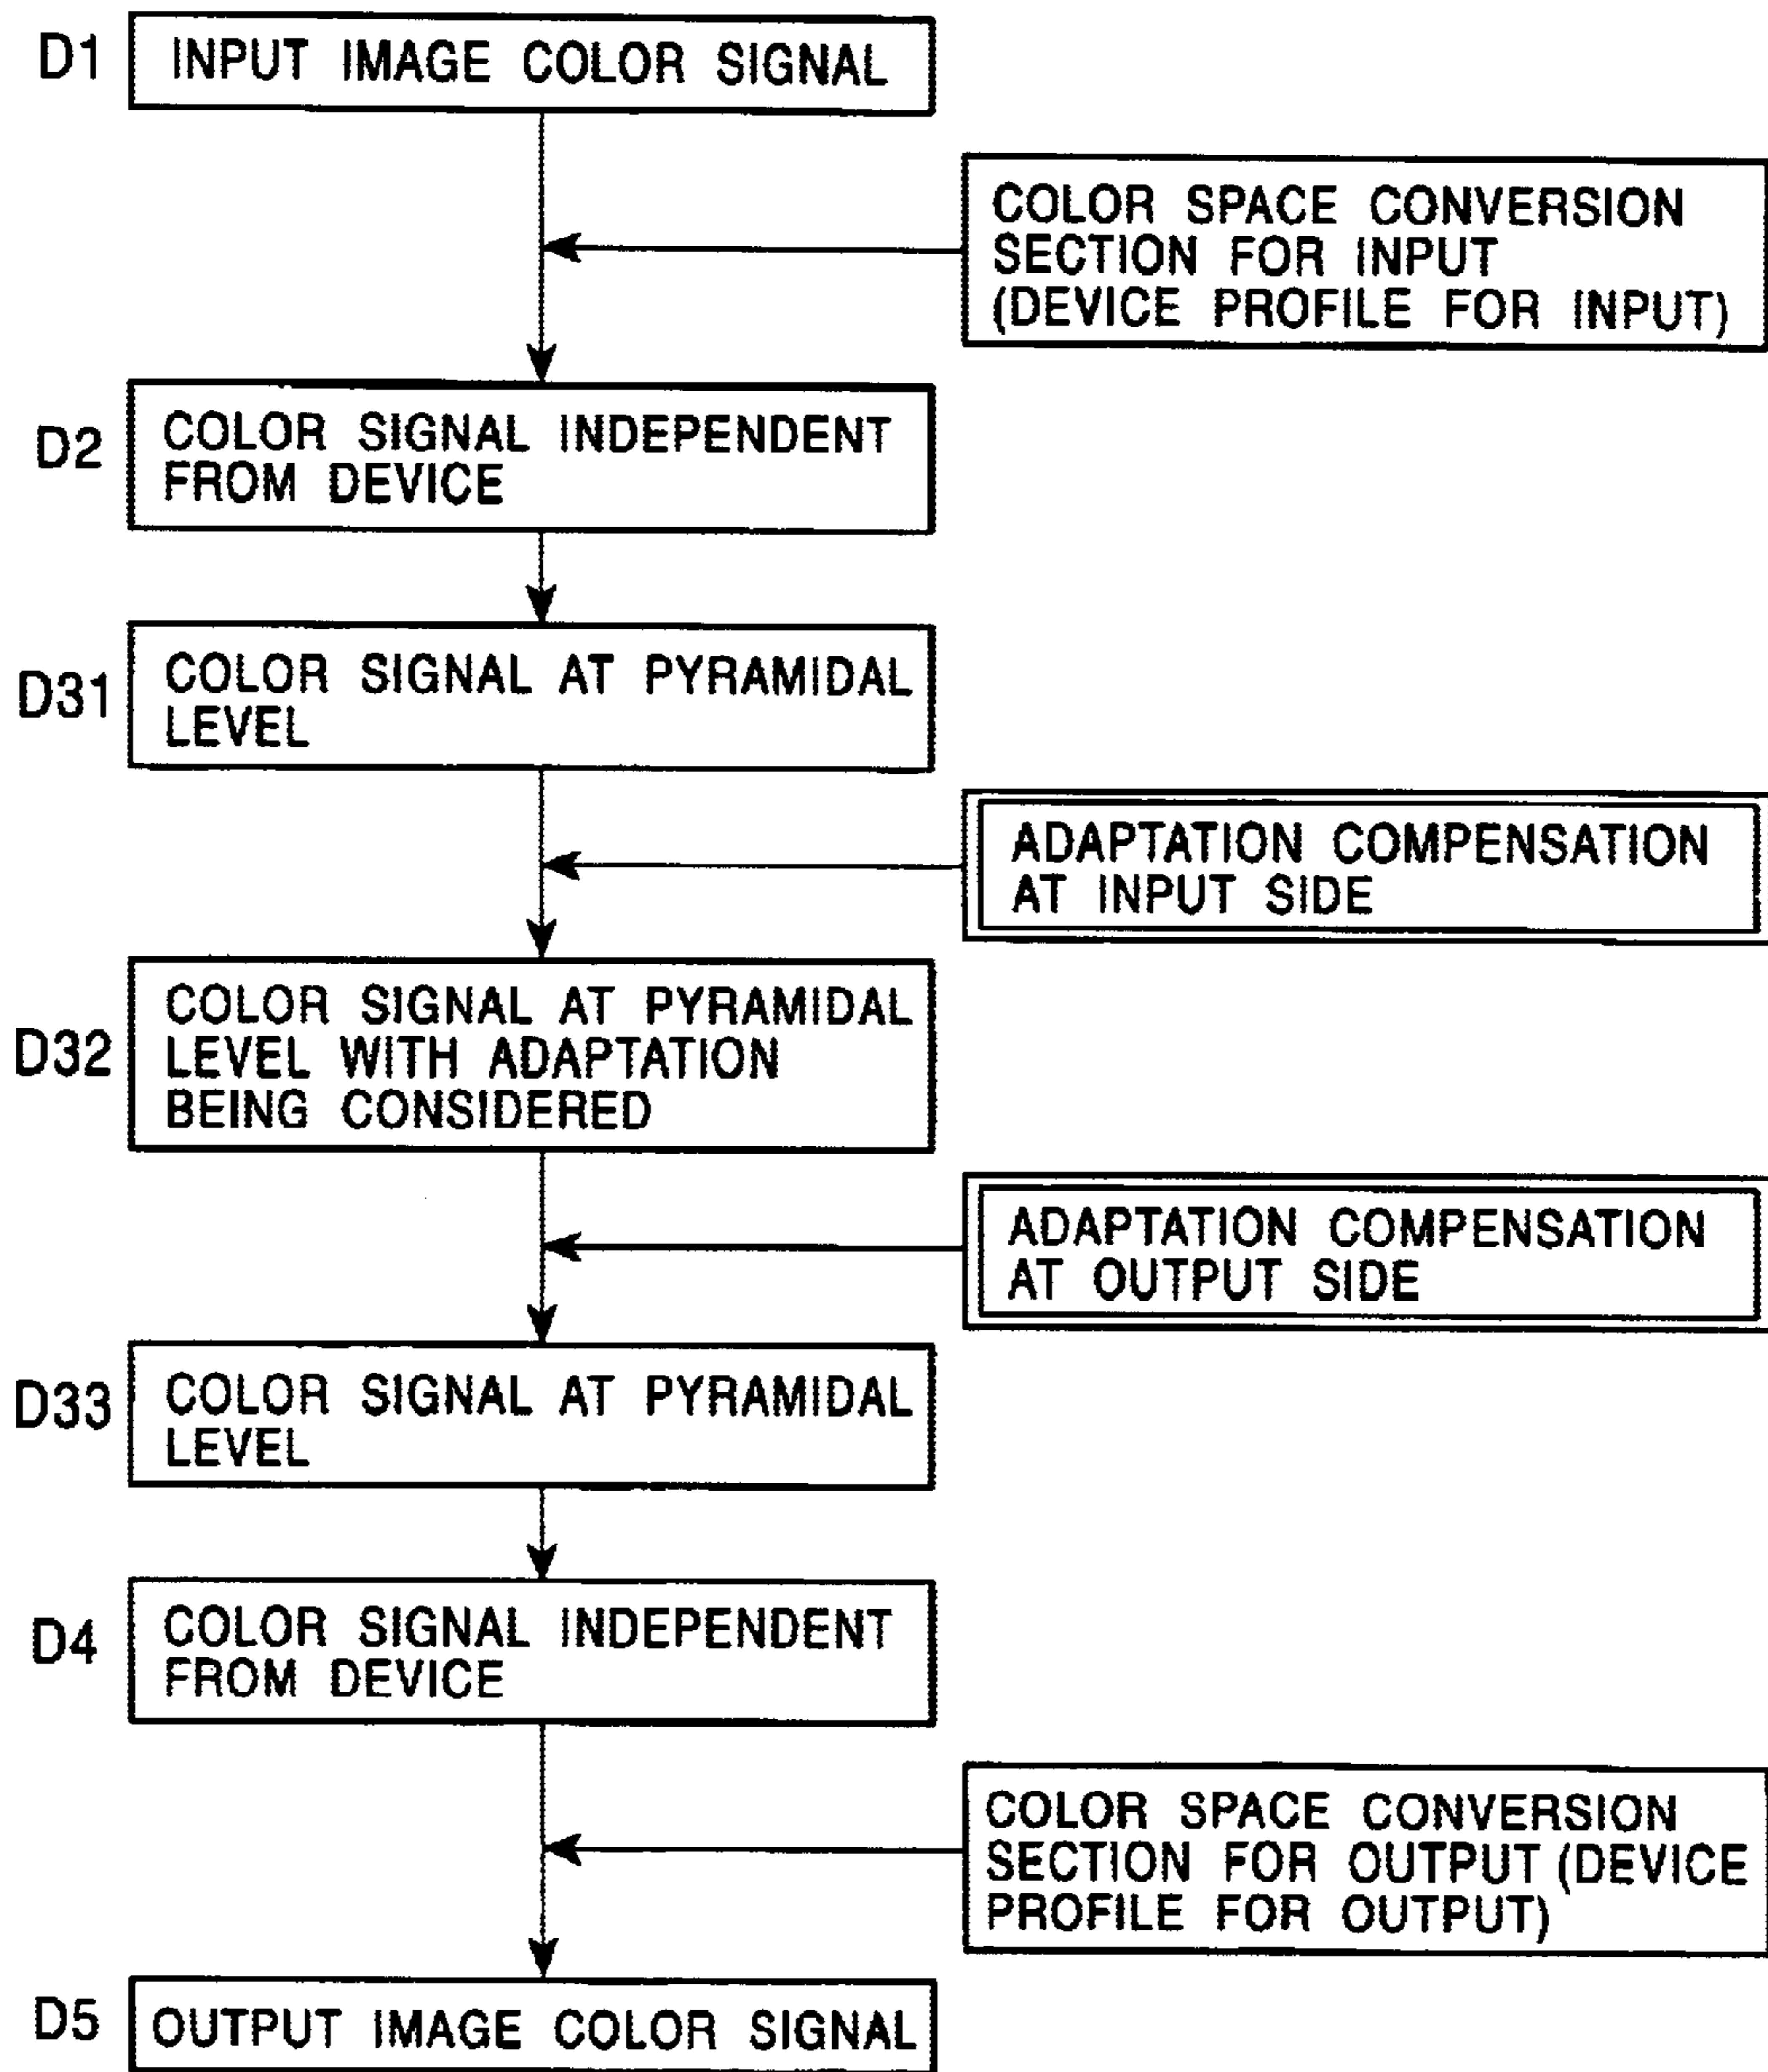 D1
INPUT IMAGE COLOR SIGNAL
COLOR SPACE CONVERSION
SECTION FOR INPUT
(DEVICE PROFILE FOR INPUT)
D2
COLOR SIGNAL INDEPENDENT
FROM DEVICE
D31
COLOR SIGNAL AT PYRAMIDAL
LEVEL
ADAPTATION COMPENSATION
AT INPUT SIDE
D32
COLOR SIGNAL AT PYRAMIDAL
LEVEL WITH ADAPTATION
BEING CONSIDERED
ADAPTATION COMPENSATION
AT OUTPUT SIDE
D33
COLOR SIGNAL AT PYRAMIDAL
LEVEL
D4
COLOR SIGNAL INDEPENDENT
FROM DEVICE
COLOR SPACE CONVERSION
SECTION FOR OUTPUT (DEVICE
PROFILE FOR OUTPUT)
D5
OUTPUT IMAGE COLOR SIGNAL